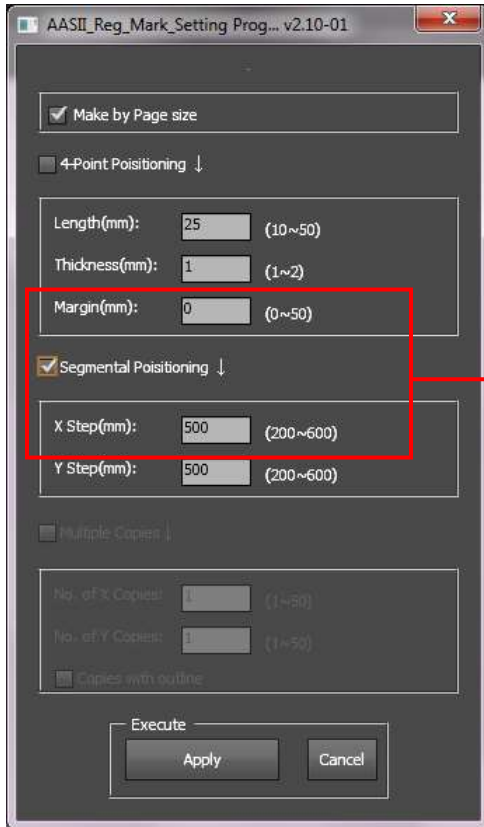 AASII_Reg_Mark_Setting Prog... v2.10-01
Make by Page size
4-Point Poisitioning ↓
Length(mm): 25 (10~50)
Thickness(mm): 1 (1~2)
Margin(mm): 0 (0~50)
Segmental Poisitioning ↓
X Step(mm): 500 (200~600)
Y Step(mm): 500 (200~600)
Multiple Copies ↓
No. of X Copies: 1 (1~50)
No. of Y Copies: 1 (1~50)
Copies with outline
Execute
Apply Cancel